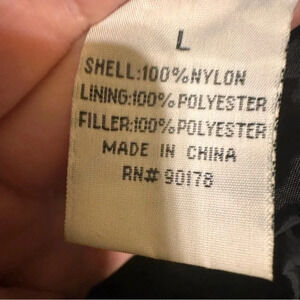 L
SHELL:100%NYLON
LINING:100%POLYESTER
FILLER:100%POLYESTER
MADE IN CHINA
RN# 90178